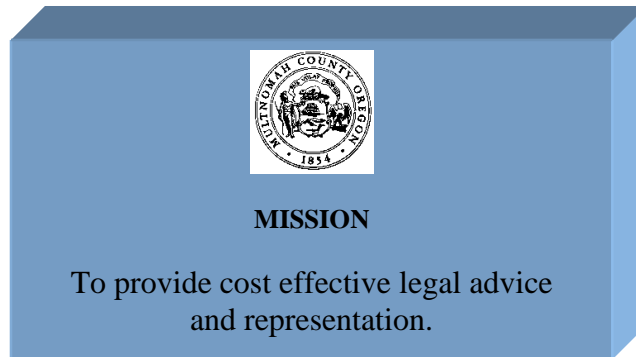 MULTNOMAH COUNTY OREGON
• 1854 •
MISSION
To provide cost effective legal advice
and representation.